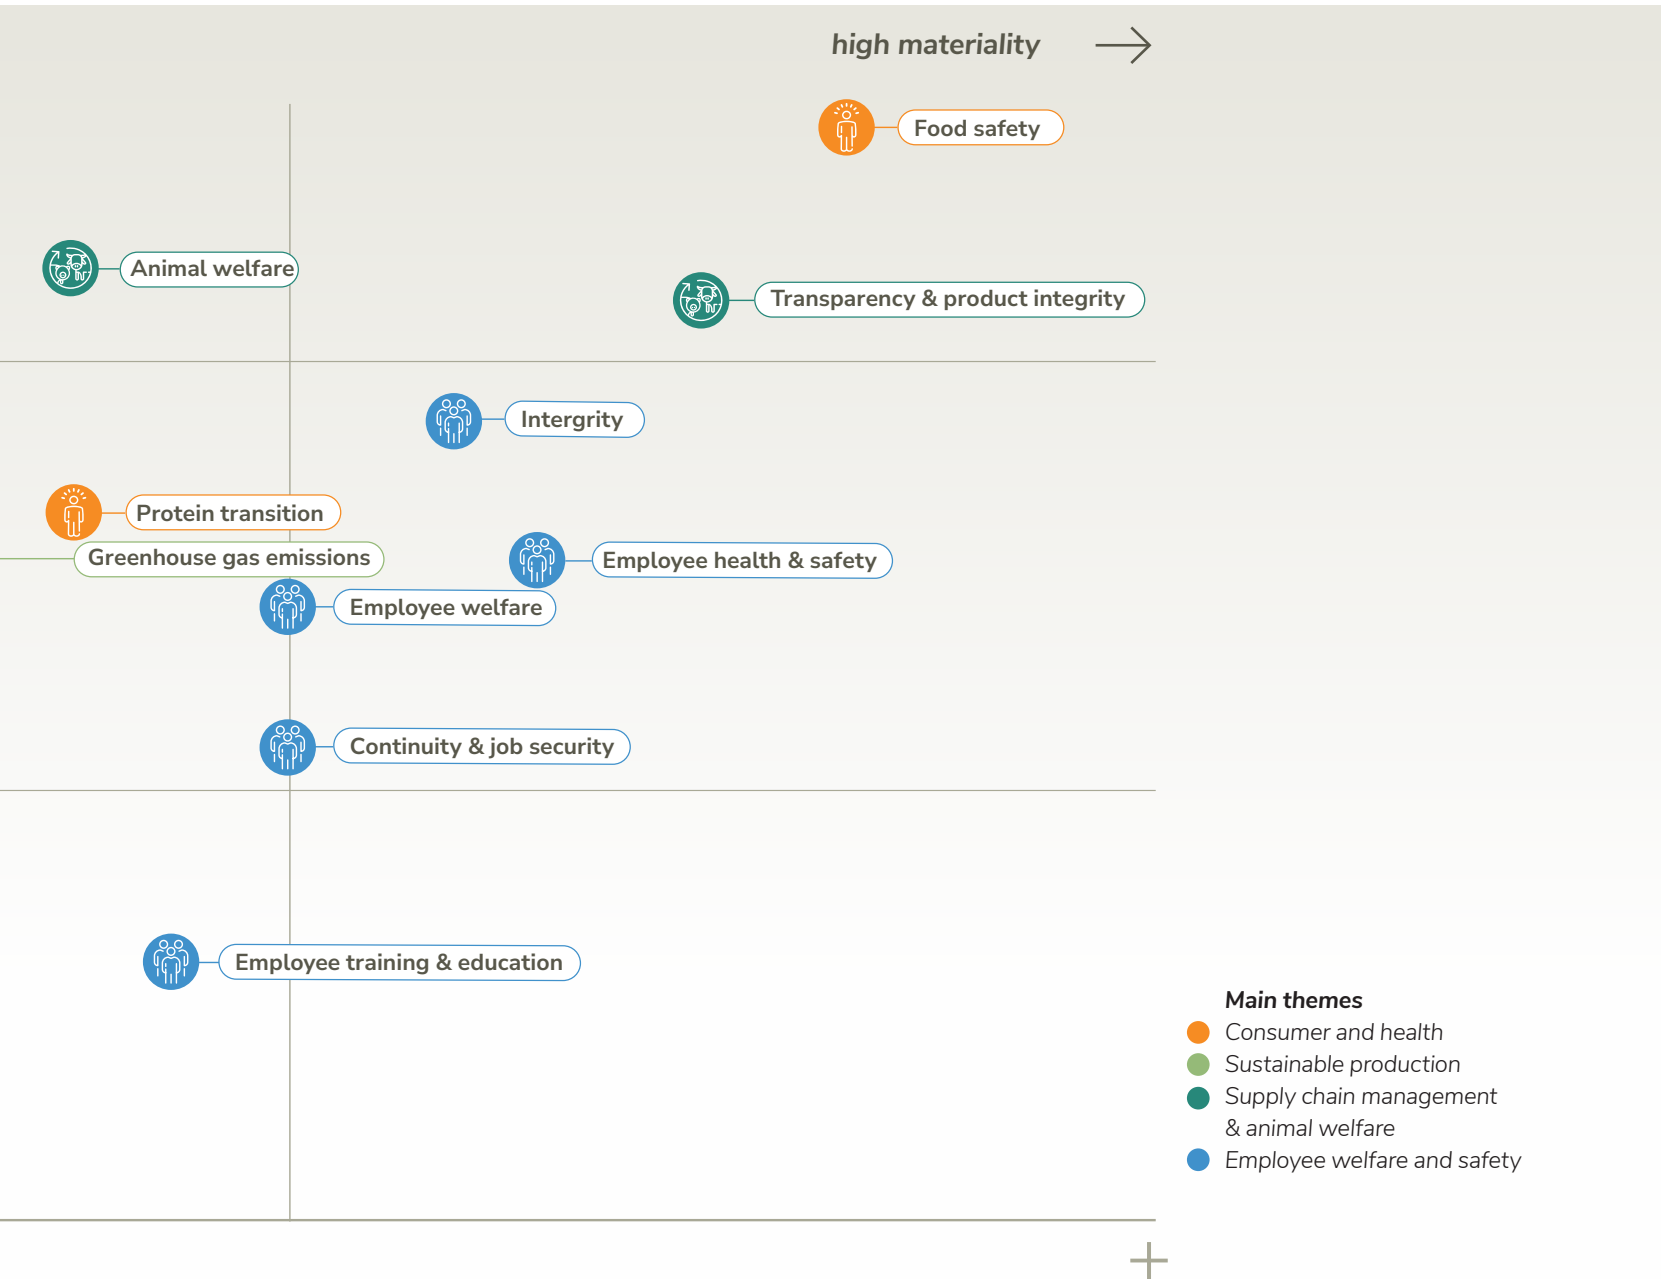 high materiality
Food safety
Animal welfare
Transparency & product integrity
Intergrity
Protein transition
Greenhouse gas emissions
Employee health & safety
Employee welfare
Continuity & job security
Employee training & education
Main themes
Consumer and health
Sustainable production
Supply chain management
& animal welfare
Employee welfare and safety